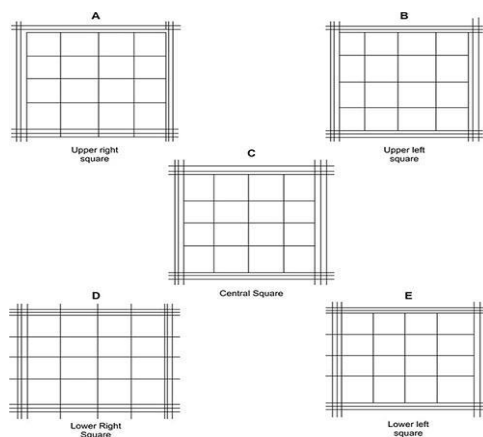 A
Upper right
square
B
Upper left
square
C
Central Square
D
Lower Right
Square
E
Lower left
square